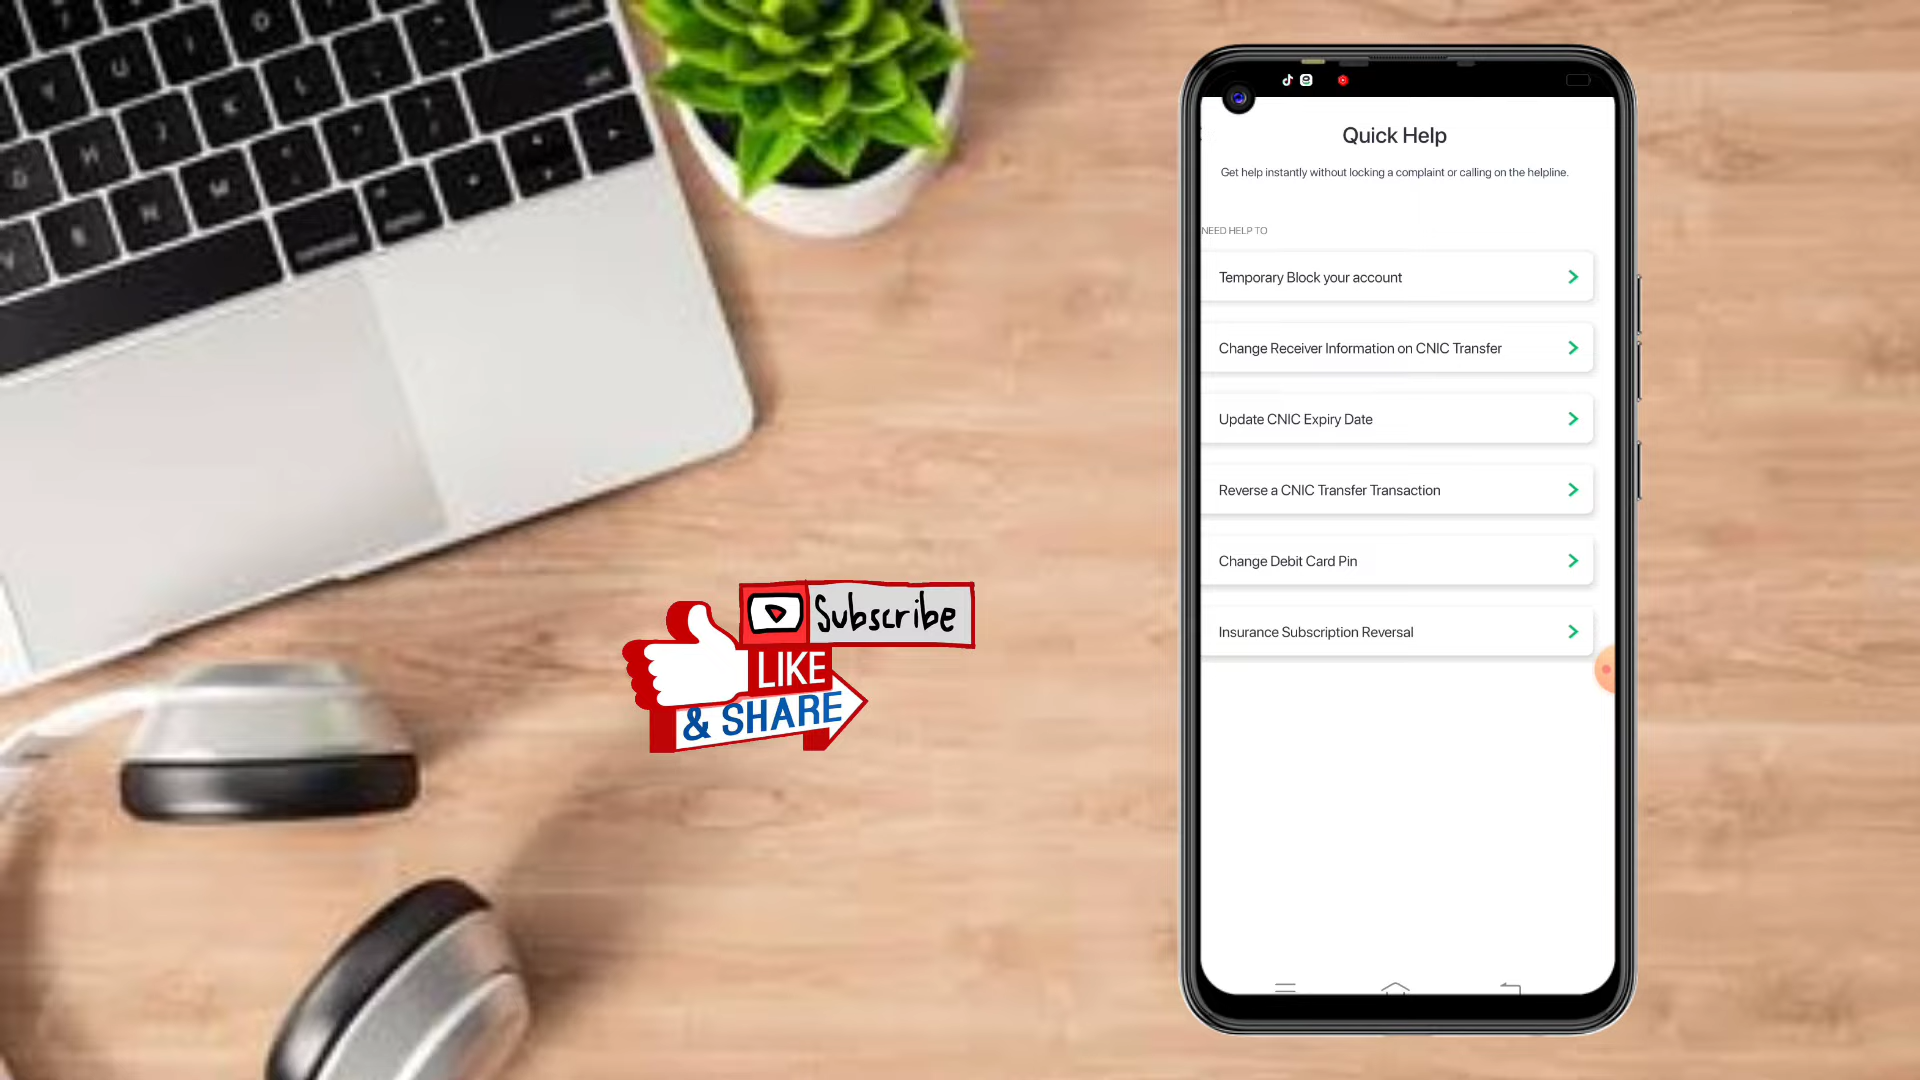 Quick Help
Get help instantly without locking a complaint or calling on the helpline.
NEED HELP TO
Temporary Block your account
Change Receiver Information on CNIC Transfer
Update CNIC Expiry Date
Reverse a CNIC Transfer Transaction
Change Debit Card Pin
Insurance Subscription Reversal
Subscribe
LIKE
& SHARE